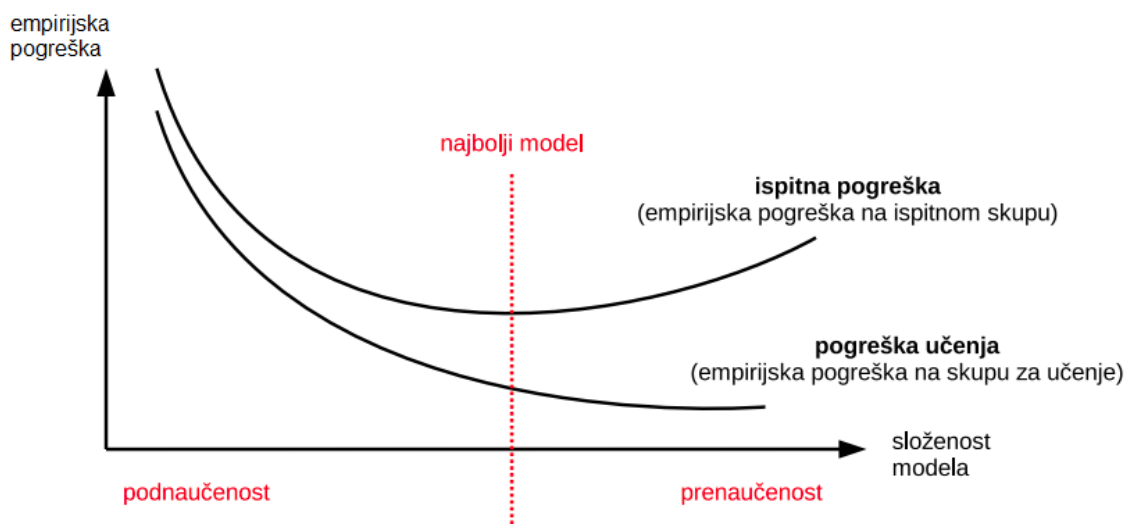 empirijska
pogreška
najbolji model
ispitna pogreška
(empirijska pogreška na ispitnom skupu)
pogreška učenja
(empirijska pogreška na skupu za učenje)
složenost
modela
podnaučenost
prenaučenost